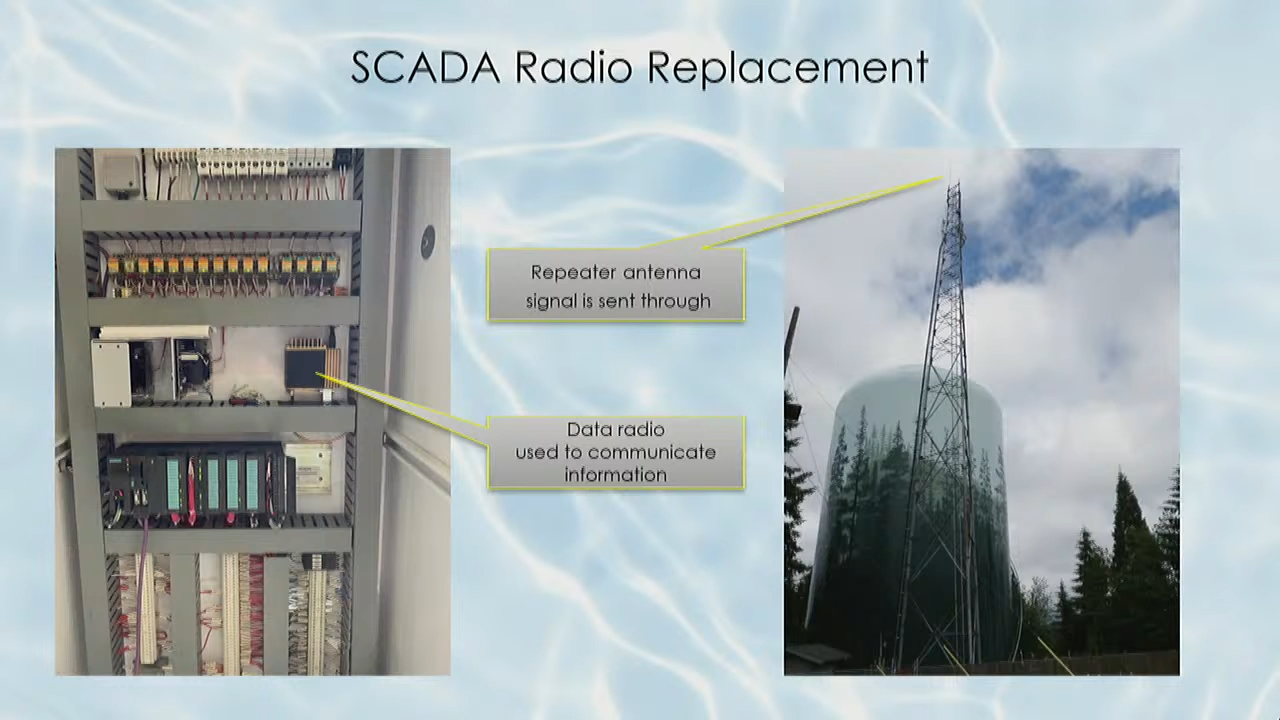 SCADA Radio Replacement
Repeater antenna
signal is sent through
Data radio
used to communicate
information